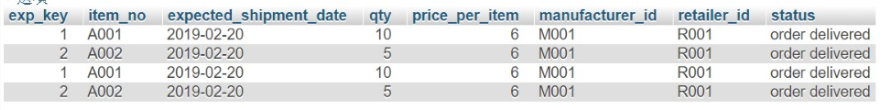 exp_key item_no expected_shipment_date qty price_per_item manufacturer_id retailer_id status
1 A001 2019-02-20 10 6 M001 R001 order delivered
2 A002 2019-02-20 5 6 M001 R001 order delivered
1 A001 2019-02-20 10 6 M001 R001 order delivered
2 A002 2019-02-20 5 6 M001 R001 order delivered